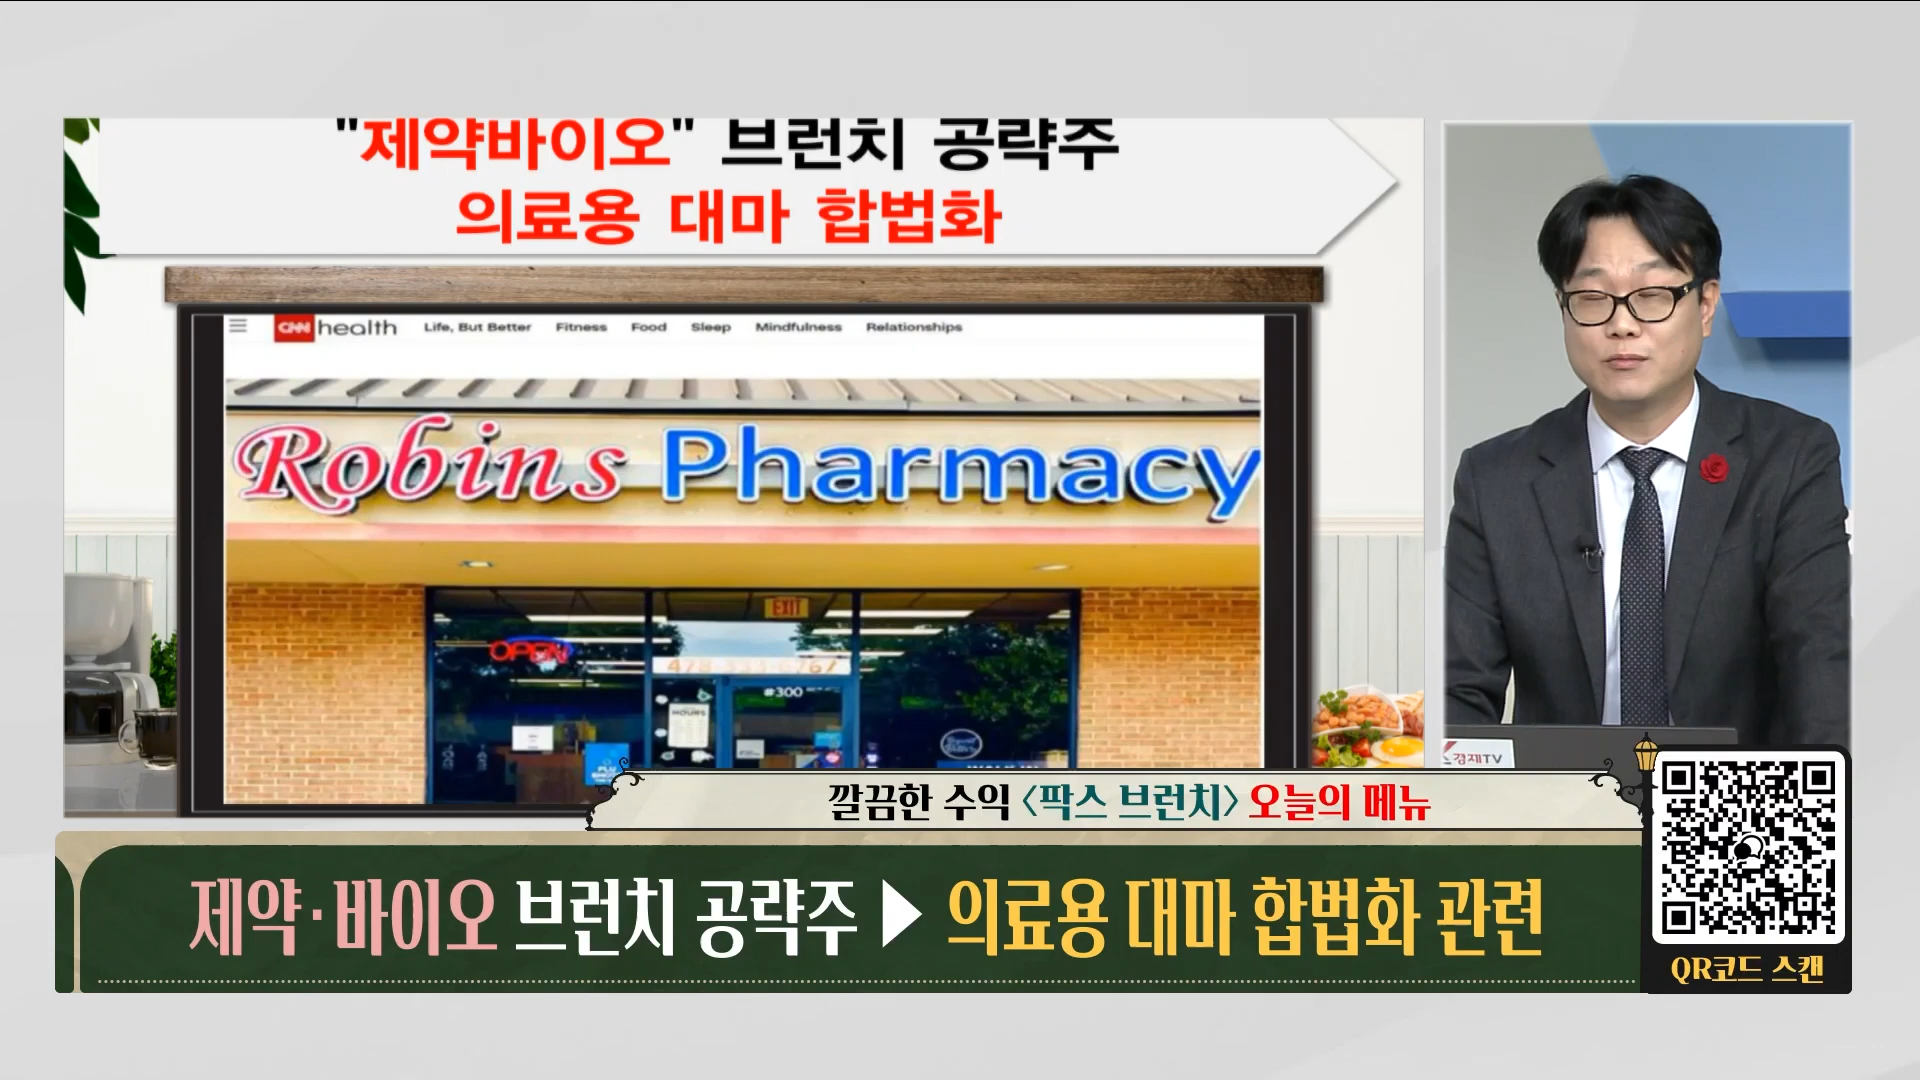 "제약바이오" 브런치 공략주
의료용 대마 합법화
CNN health Life, But Better Fitness Food Sleep Mindfulness Relationships
Robins Pharmacy
EXIT
OPEN
#300
HOURS
경제TV
깔끔한 수익 〈팍스 브런치〉 오늘의 메뉴
제약·바이오 브런치 공략주 ▶ 의료용 대마 합법화 관련
QR코드 스캔